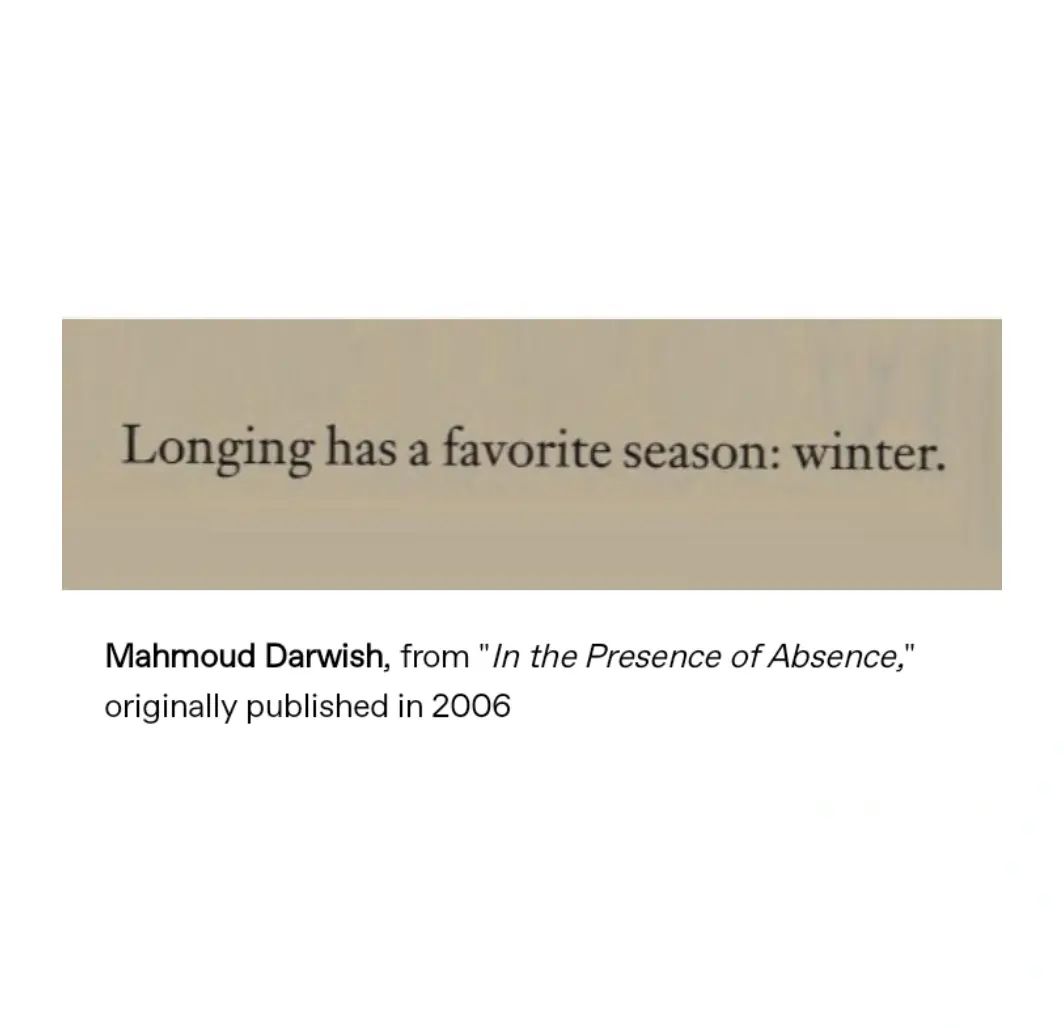 Longing has a favorite season: winter.
Mahmoud Darwish, from "In the Presence of Absence,"
originally published in 2006